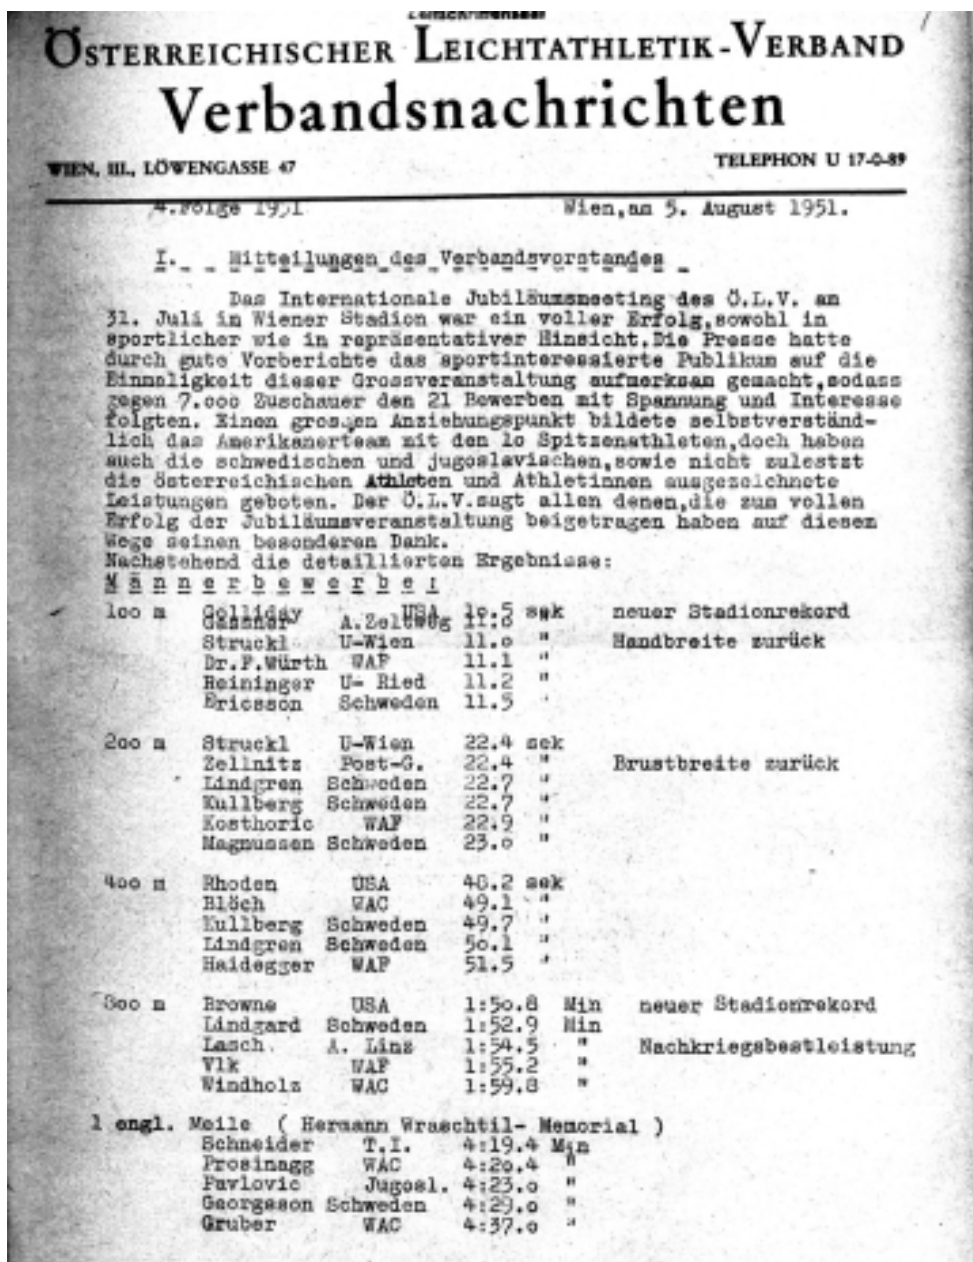 ÖSTERREICHISCHER LEICHTATHLETIK-VERBAND
Verbandsnachrichten
WIEN, III., LÖWENGASSE 47 TELEPHON U 17-0-89
4.Folge 1951 Wien,am 5. August 1951.
I. Mitteilungen des Verbandsvorstandes
Das Internationale Jubiläumsmeeting des Ö.L.V. am
31. Juli im Wiener Stadion war ein voller Erfolg,sowohl in
sportlicher wie in repräsentativer Hinsicht.Die Presse hatte
durch gute Vorberichte das sportinteressierte Publikum auf die
Einmaligkeit dieser Grossveranstaltung aufmerksam gemacht,sodass
gegen 7.ooo Zuschauer den 21 Bewerben mit Spannung und Interesse
folgten. Einen grossen Anziehungspunkt bildete selbstverständ-
lich das Amerikanerteam mit den lo Spitzenathleten,doch haben
auch die schwedischen und jugoslavischen,sowie nicht zulestzt
die österreichischen Athleten und Athletinnen ausgezeichnete
Leistungen geboten. Der Ö.L.V.sagt allen denen,die zum vollen
Erfolg der Jubiläumsveranstaltung beigetragen haben auf diesem
Wege seinen besonderen Dank.
Nachstehend die detaillierten Ergebnisse:
M ä n n e r b e w e r b e :
loo m Golliday USA lo.5 sek neuer Stadionrekord
A.Zeltweg
Struckl U-Wien 11.o " Handbreite zurück
Dr.F.Würth WAF 11.1 "
Reininger U- Ried 11.2 "
Ericsson Schweden 11.5 "
2oo m Struckl U-Wien 22.4 sek
Zellnitz Post-G. 22.4 " Brustbreite zurück
Lindgren Schweden 22.7 "
Kullberg Schweden 22.7 "
Kosthoric WAF 22.9 "
Magnussen Schweden 23.o "
4oo m Rhoden USA 48.2 sek
Blöch WAC 49.1 "
Kullberg Schweden 49.7 "
Lindgren Schweden 5o.1 "
Haidegger WAF 51.5 "
8oo m Browne USA 1:5o.8 Min neuer Stadionrekord
Lindgard Schweden 1:52.9 Min
Lasch A. Linz 1:54.5 " Nachkriegsbestleistung
Vlk WAF 1:55.2 "
Windholz WAC 1:59.8 "
l engl. Meile ( Hermann Wraschtil- Memorial )
Schneider T.I. 4:19.4 Min
Prosinagg WAC 4:2o.4 "
Pavlovic Jugosl. 4:23.o "
Georgsson Schweden 4:29.o "
Gruber WAC 4:37.o "